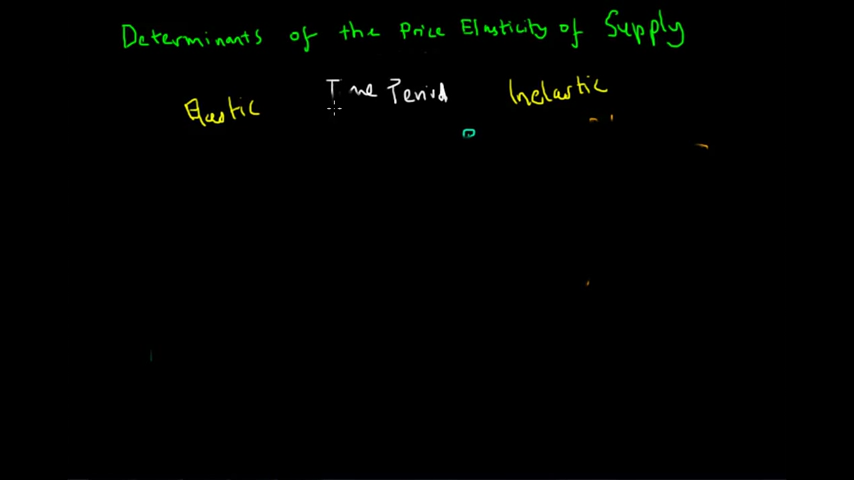 Determinants of the Price Elasticity of Supply
Elastic Time Period Inelastic